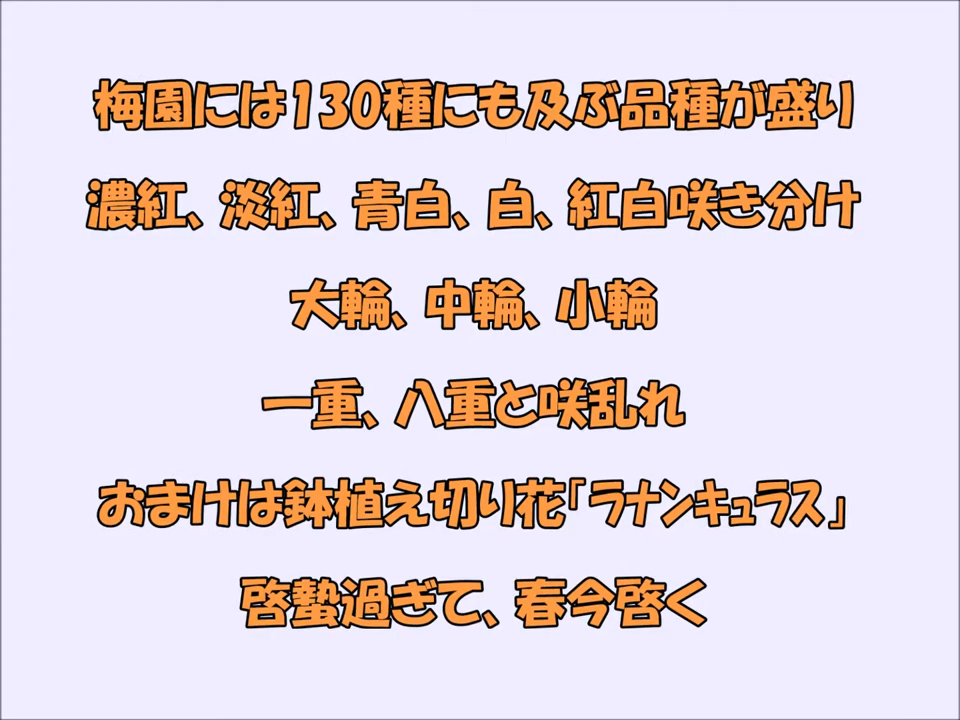 梅園には130種にも及ぶ品種が盛り
濃紅、淡紅、青白、白、紅白咲き分け
大輪、中輪、小輪
一重、八重と咲乱れ
おまけは鉢植え切り花「ラナンキュラス」
啓蟄過ぎて、春今啓く